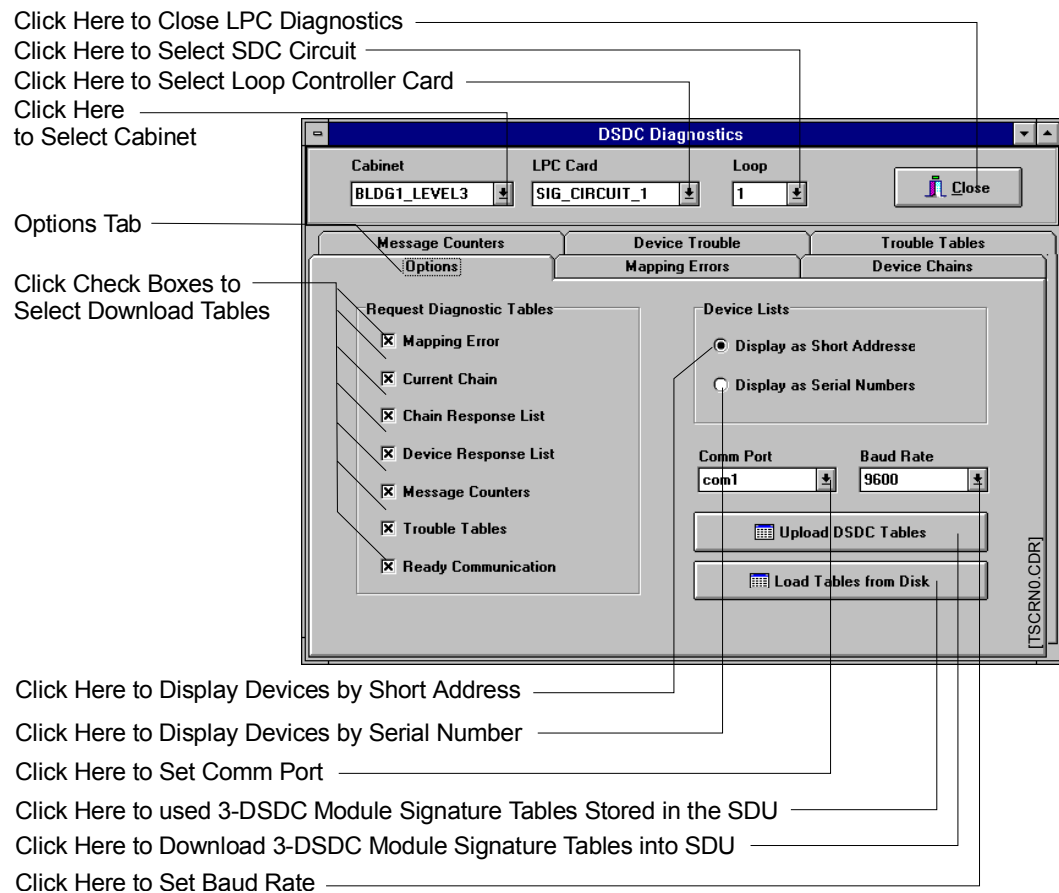 Click Here to Close LPC Diagnostics
Click Here to Select SDC Circuit
Click Here to Select Loop Controller Card
Click Here
to Select Cabinet
DSDC Diagnostics
Cabinet LPC Card Loop
BLDG1_LEVEL3 SIG_CIRCUIT_1 1 Close
Options Tab
Message Counters Device Trouble Trouble Tables
Options Mapping Errors Device Chains
Click Check Boxes to
Select Download Tables
Request Diagnostic Tables
Mapping Error
Current Chain
Chain Response List
Device Response List
Message Counters
Trouble Tables
Ready Communication
Device Lists
Display as Short Addresse
Display as Serial Numbers
Comm Port Baud Rate
com1 9600
Upload DSDC Tables
Load Tables from Disk
[TSCRN0.CDR]
Click Here to Display Devices by Short Address
Click Here to Display Devices by Serial Number
Click Here to Set Comm Port
Click Here to used 3-DSDC Module Signature Tables Stored in the SDU
Click Here to Download 3-DSDC Module Signature Tables into SDU
Click Here to Set Baud Rate